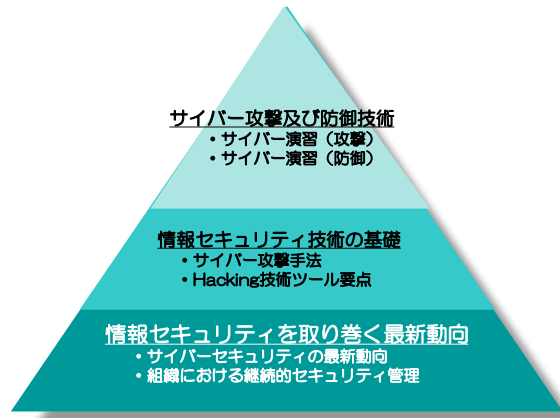 サイバー攻撃及び防御技術
・サイバー演習（攻撃）
・サイバー演習（防御）
情報セキュリティ技術の基礎
・サイバー攻撃手法
・Hacking技術ツール要点
情報セキュリティを取り巻く最新動向
・サイバーセキュリティの最新動向
・組織における継続的セキュリティ管理